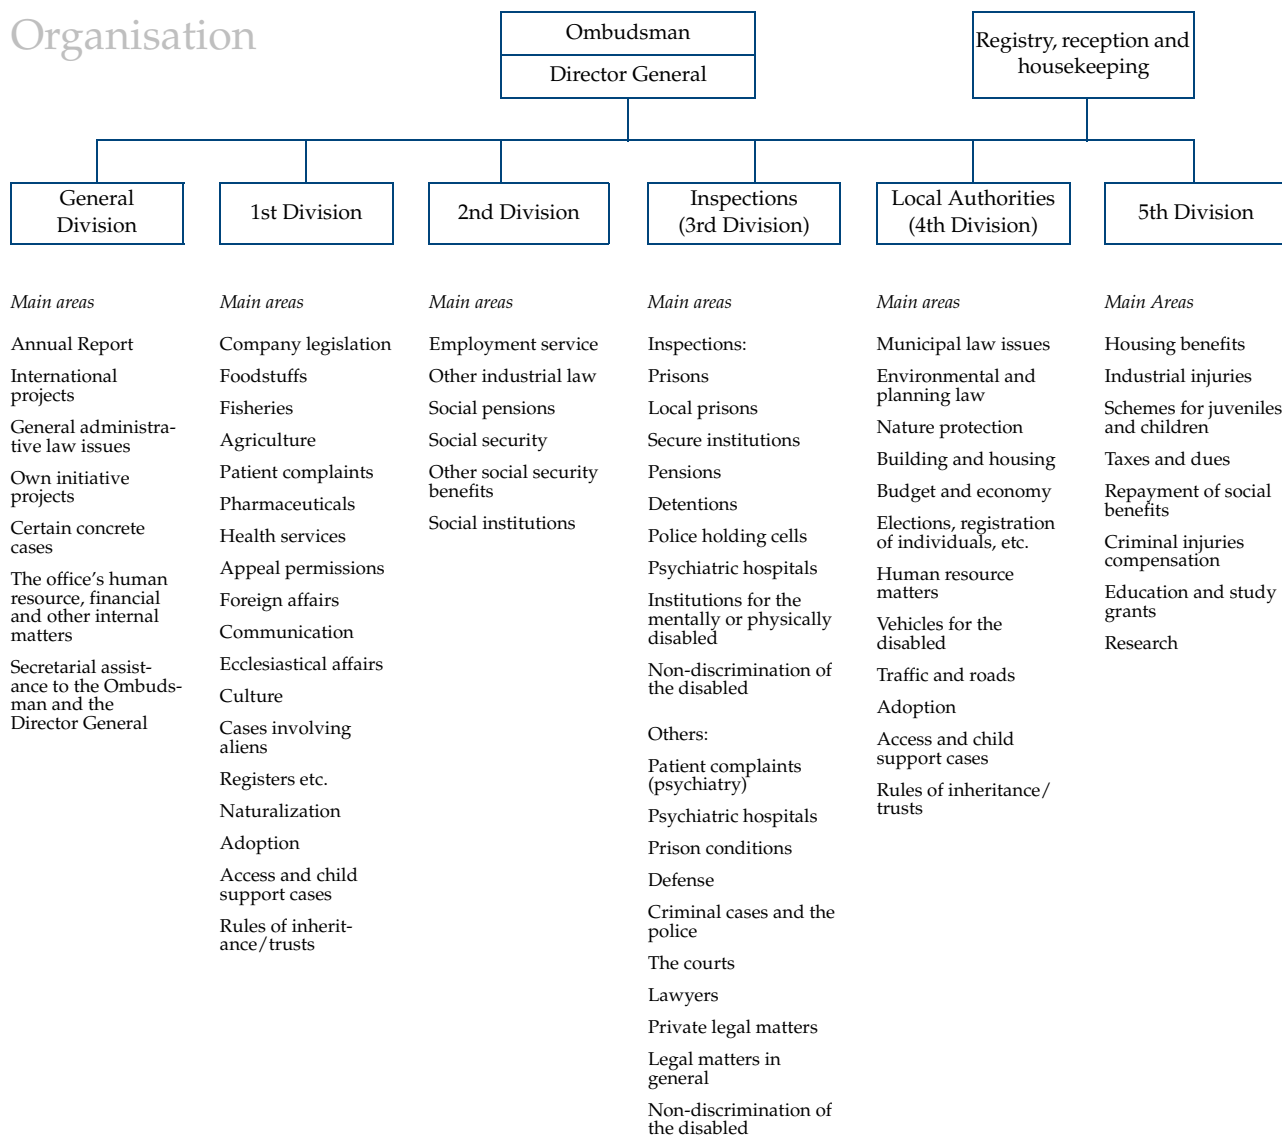 Organisation
Ombudsman
Director General
Registry, reception and
housekeeping
General
Division
1st Division
2nd Division
Inspections
(3rd Division)
Local Authorities
(4th Division)
5th Division
Main areas
Annual Report
International
projects
General administra-
tive law issues
Own initiative
projects
Certain concrete
cases
The office's human
resource, financial
and other internal
matters
Secretarial assist-
ance to the Ombuds-
man and the
Director General
Main areas
Company legislation
Foodstuffs
Fisheries
Agriculture
Patient complaints
Pharmaceuticals
Health services
Appeal permissions
Foreign affairs
Communication
Ecclesiastical affairs
Culture
Cases involving
aliens
Registers etc.
Naturalization
Adoption
Access and child
support cases
Rules of inherit-
ance/trusts
Main areas
Employment service
Other industrial law
Social pensions
Social security
Other social security
benefits
Social institutions
Main areas
Inspections:
Prisons
Local prisons
Secure institutions
Pensions
Detentions
Police holding cells
Psychiatric hospitals
Institutions for the
mentally or physically
disabled
Non-discrimination of
the disabled
Others:
Patient complaints
(psychiatry)
Psychiatric hospitals
Prison conditions
Defense
Criminal cases and the
police
The courts
Lawyers
Private legal matters
Legal matters in
general
Non-discrimination of
the disabled
Main areas
Municipal law issues
Environmental and
planning law
Nature protection
Building and housing
Budget and economy
Elections, registration
of individuals, etc.
Human resource
matters
Vehicles for the
disabled
Traffic and roads
Adoption
Access and child
support cases
Rules of inheritance/
trusts
Main Areas
Housing benefits
Industrial injuries
Schemes for juveniles
and children
Taxes and dues
Repayment of social
benefits
Criminal injuries
compensation
Education and study
grants
Research